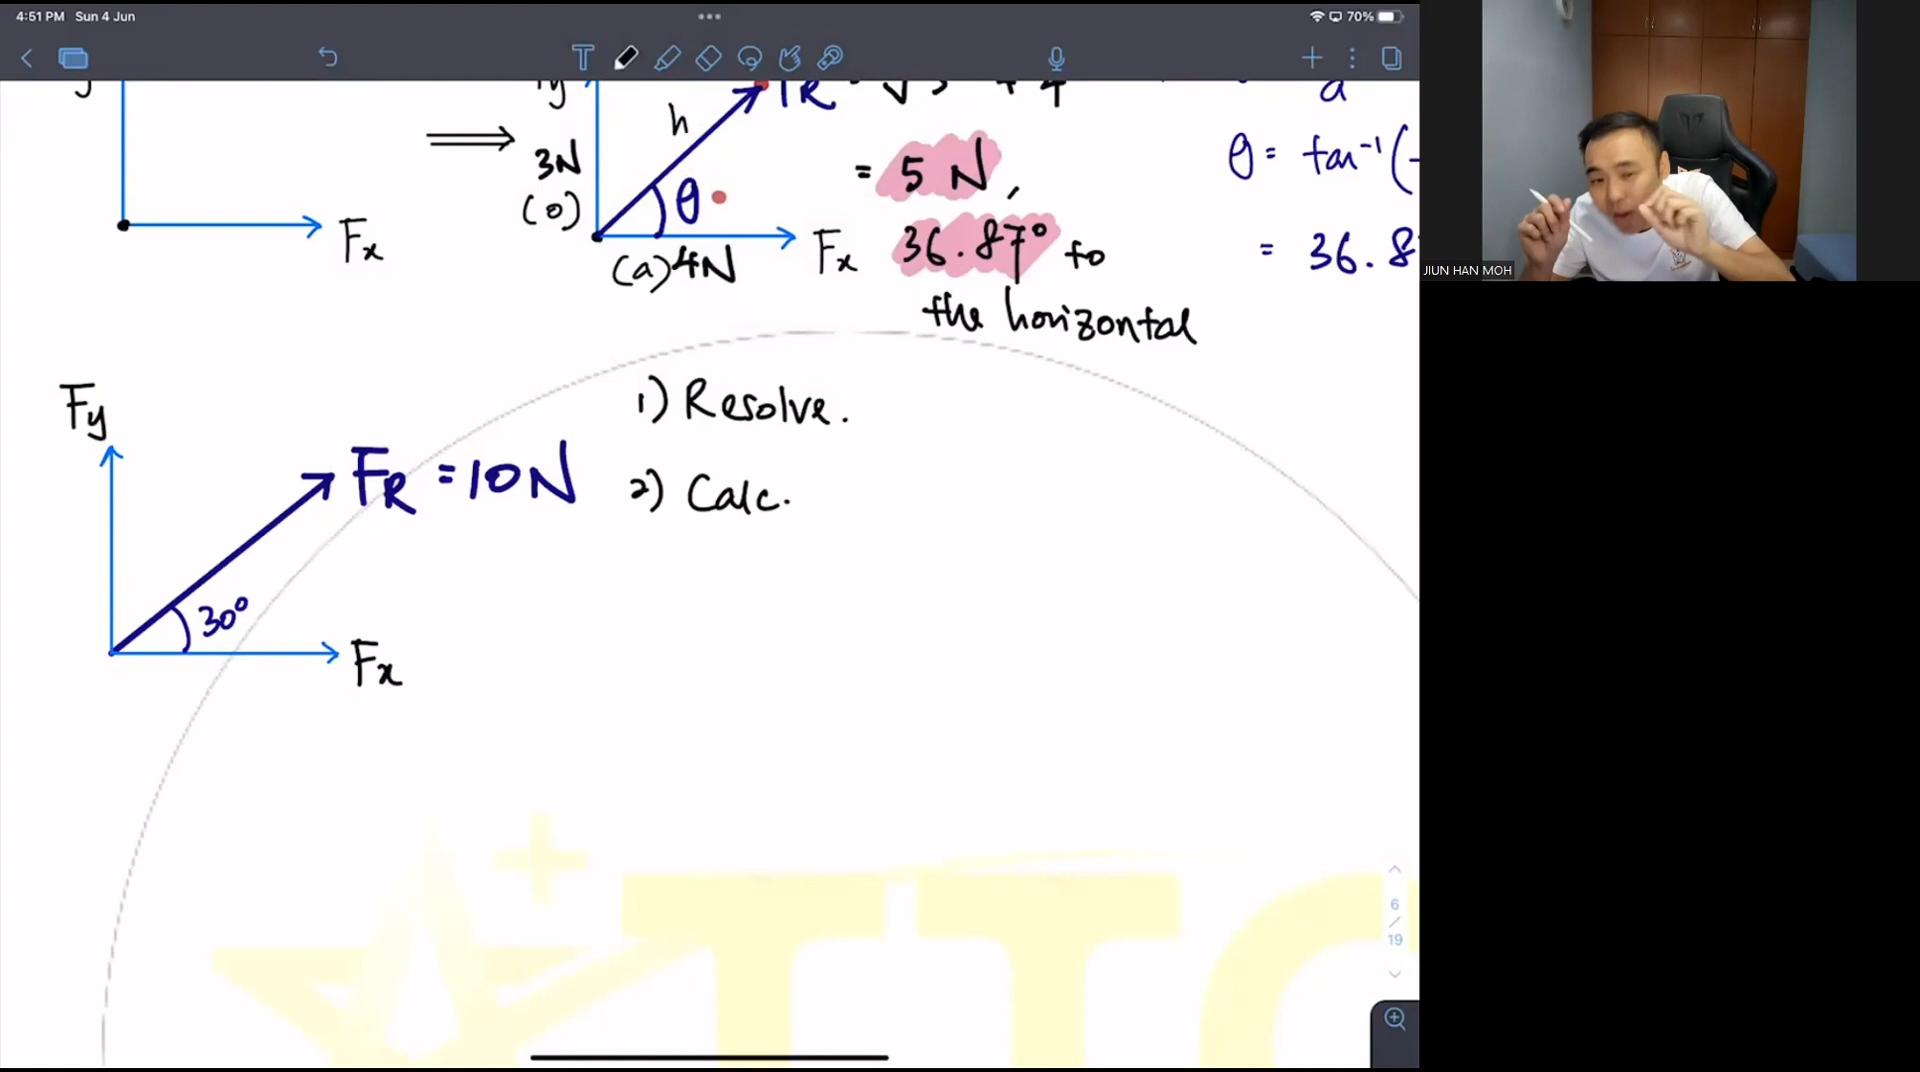 4:51 PM Sun 4 Jun
70%
T
h
3N
(o)
θ
(a) 4N
Fx
Fx
= 5 N,
36.87° to
the horizontal
a
θ = tan⁻¹(
= 36.8
JIUN HAN MOH
Fy
FR = 10N
30°
Fx
1) Resolve.
2) Calc.
6
/
19
TTC